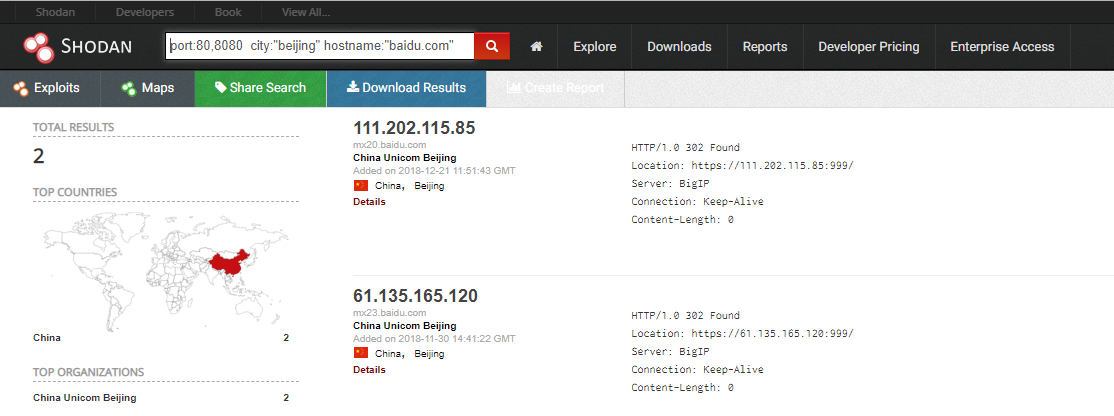 Shodan Developers Book View All...
SHODAN port:80,8080 city:"beijing" hostname:"baidu.com" Explore Downloads Reports Developer Pricing Enterprise Access
Exploits Maps Share Search Download Results Create Report
TOTAL RESULTS
2
TOP COUNTRIES
China 2
TOP ORGANIZATIONS
China Unicom Beijing 2
111.202.115.85
mx20.baidu.com
China Unicom Beijing
Added on 2018-12-21 11:51:43 GMT
China, Beijing
Details
HTTP/1.0 302 Found
Location: https://111.202.115.85:999/
Server: BigIP
Connection: Keep-Alive
Content-Length: 0
61.135.165.120
mx23.baidu.com
China Unicom Beijing
Added on 2018-11-30 14:41:22 GMT
China, Beijing
Details
HTTP/1.0 302 Found
Location: https://61.135.165.120:999/
Server: BigIP
Connection: Keep-Alive
Content-Length: 0